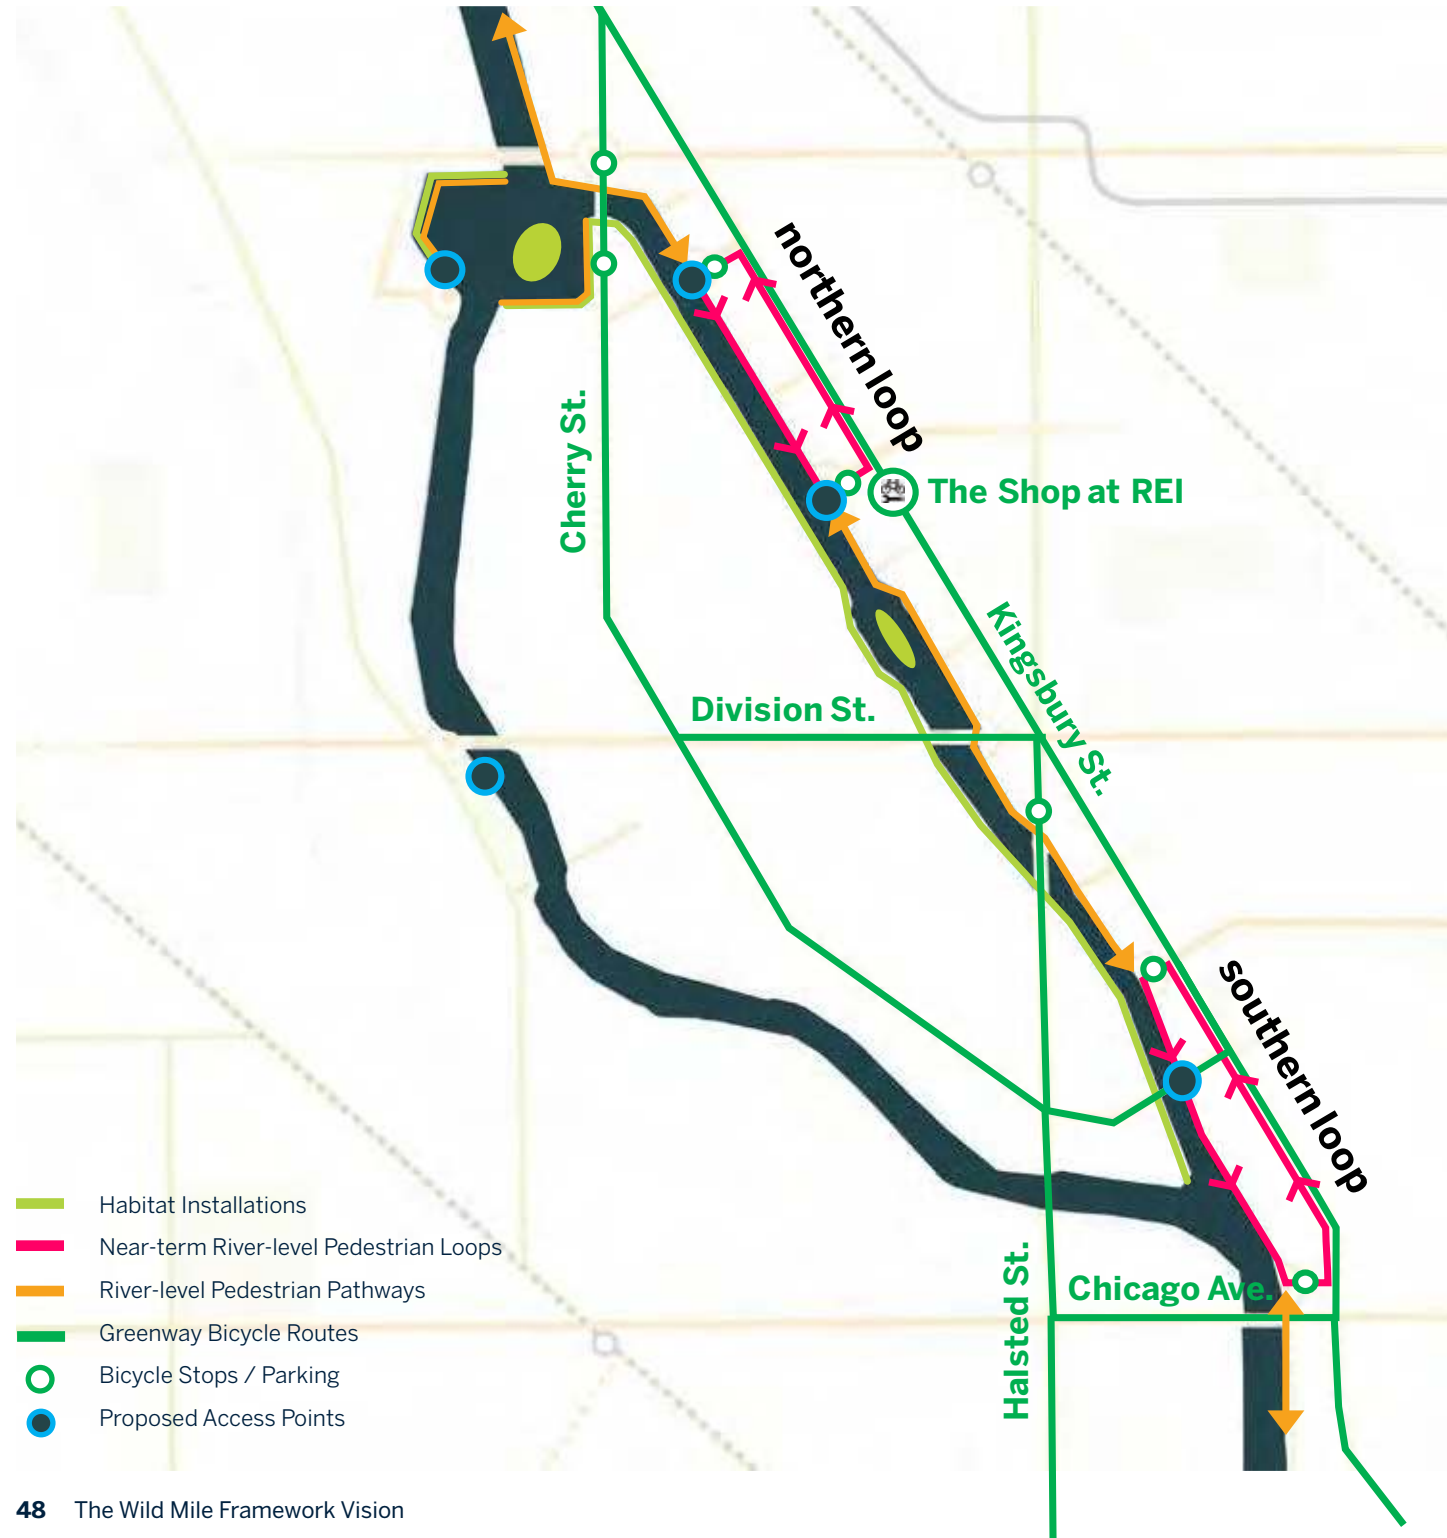 northern loop
Cherry St.
The Shop at REI
Kingsbury St.
Division St.
southern loop
Halsted St.
Chicago Ave.
Habitat Installations
Near-term River-level Pedestrian Loops
River-level Pedestrian Pathways
Greenway Bicycle Routes
Bicycle Stops / Parking
Proposed Access Points
48 The Wild Mile Framework Vision